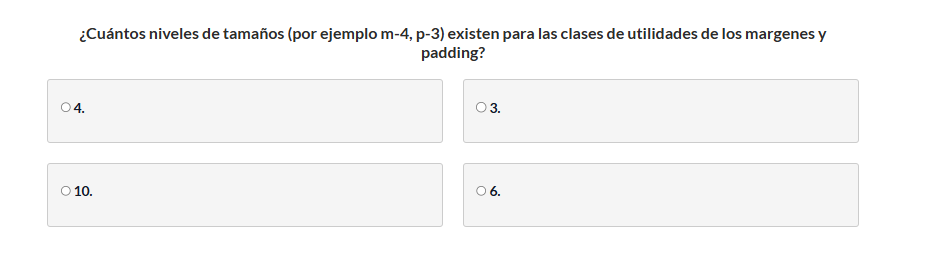 ¿Cuántos niveles de tamaños (por ejemplo m-4, p-3) existen para las clases de utilidades de los margenes y
padding?
4.
3.
10.
6.